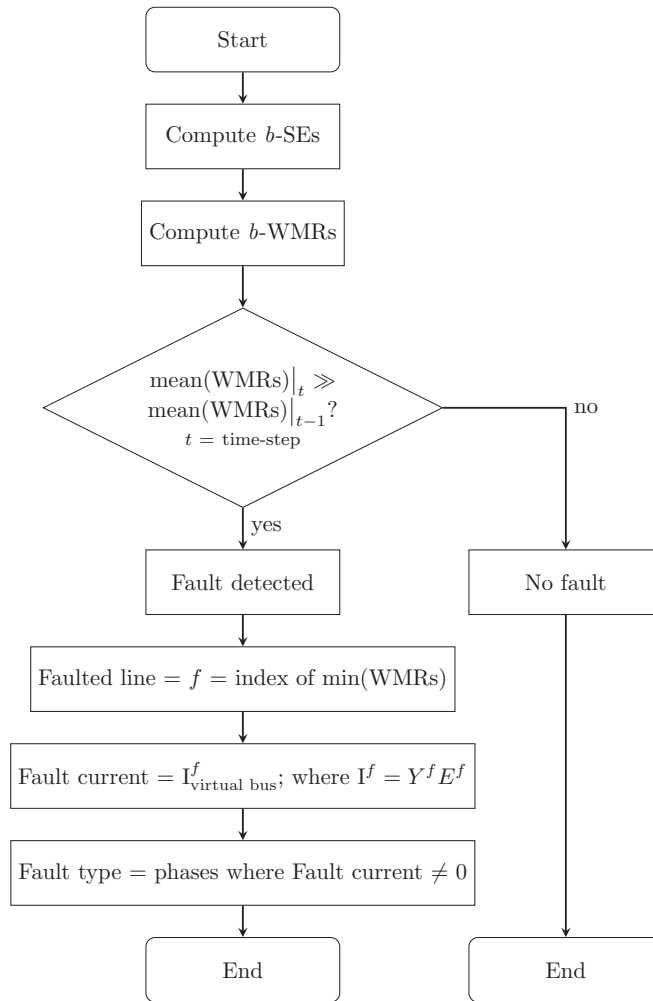 Start
Compute b-SEs
Compute b-WMRs
mean(WMRs)|ₜ ≫
mean(WMRs)|ₜ₋₁?
t = time-step
no
yes
Fault detected
No fault
Faulted line = f = index of min(WMRs)
Fault current = I^f_virtual bus; where I^f = Y^f E^f
Fault type = phases where Fault current ≠ 0
End
End